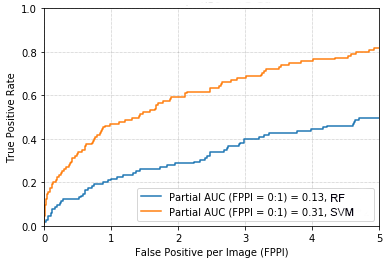 1.0
0.8
0.6
0.4
0.2
0.0
True Positive Rate
Partial AUC (FPPI = 0:1) = 0.13, RF
Partial AUC (FPPI = 0:1) = 0.31, SVM
0 1 2 3 4 5
False Positive per Image (FPPI)